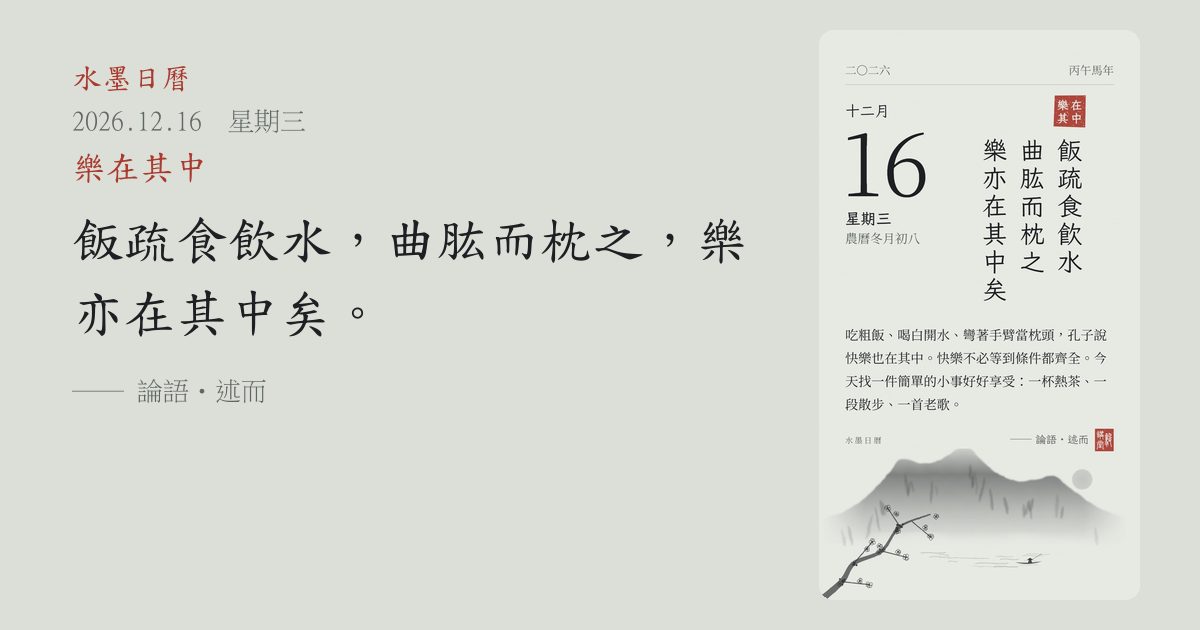 水墨日曆
2026.12.16 星期三
樂在其中
飯疏食飲水，曲肱而枕之，樂
亦在其中矣。
—— 論語・述而
二〇二六
丙午馬年
十二月
16
星期三
農曆冬月初八
樂在其中
飯疏食飲水
曲肱而枕之
樂亦在其中矣
吃粗飯、喝白開水、彎著手臂當枕頭，孔子說
快樂也在其中。快樂不必等到條件都齊全。今
天找一件簡單的小事好好享受：一杯熱茶、一
段散步、一首老歌。
水墨日曆
—— 論語・述而